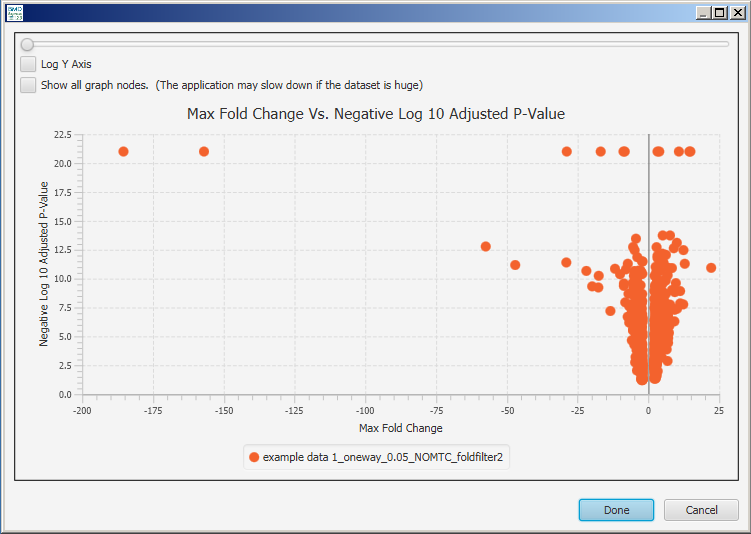 BMD
Log Y Axis
Show all graph nodes.  (The application may slow down if the dataset is huge)
Max Fold Change Vs. Negative Log 10 Adjusted P-Value
Negative Log 10 Adjusted P-Value
22.5
20.0
17.5
15.0
12.5
10.0
7.5
5.0
2.5
0.0
-200 -175 -150 -125 -100 -75 -50 -25 0 25
Max Fold Change
example data 1_oneway_0.05_NOMTC_foldfilter2
Done Cancel